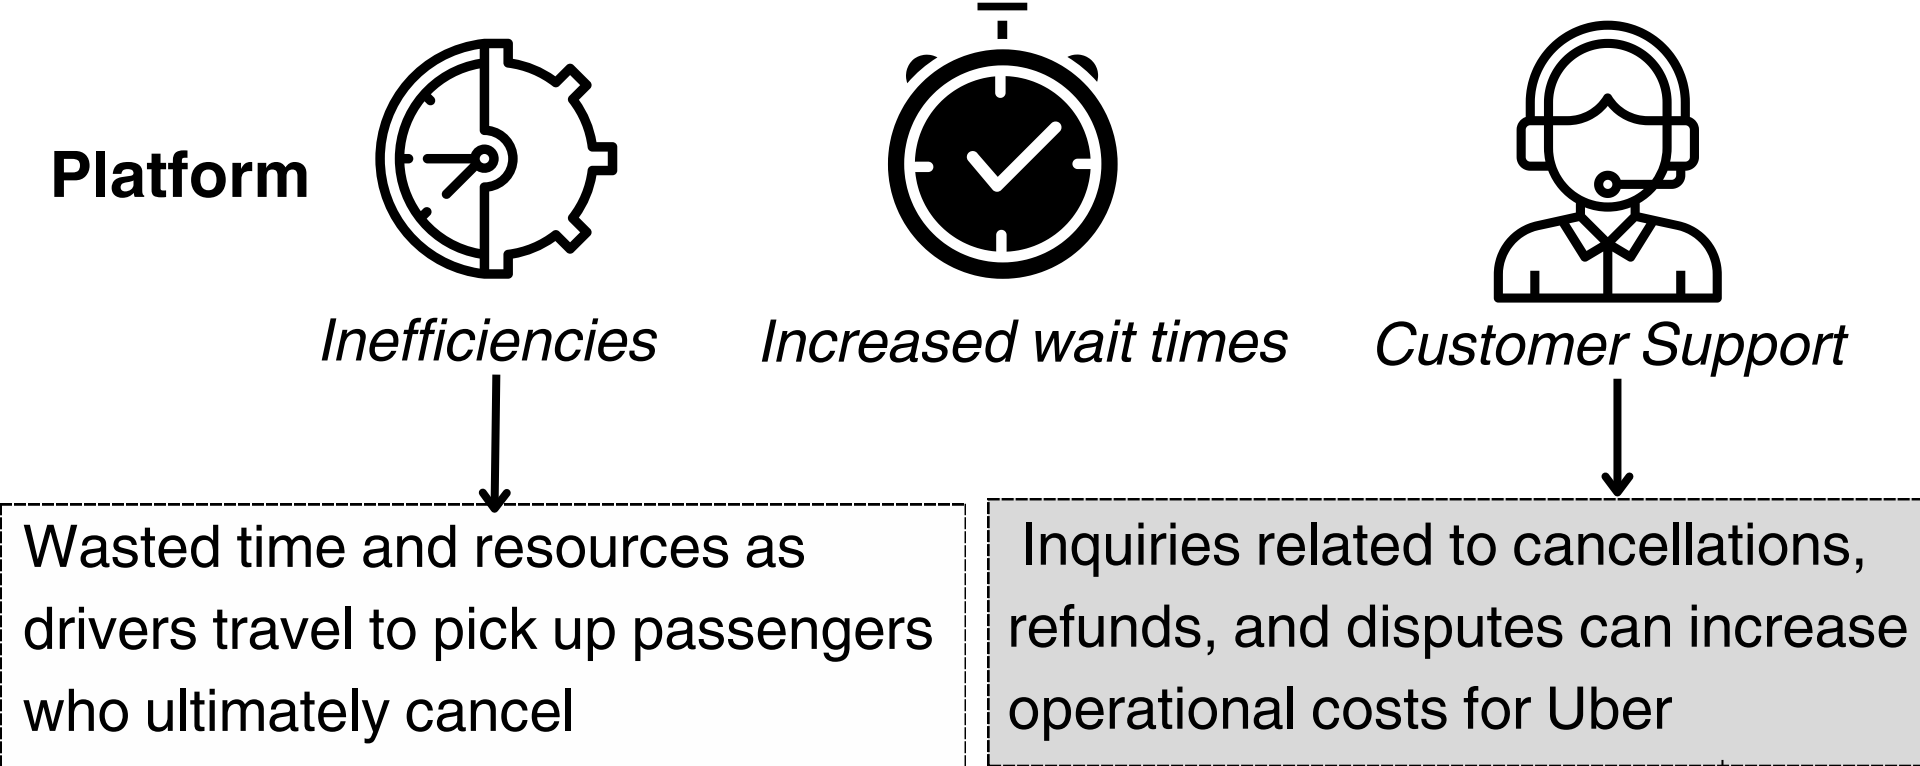 Platform
Inefficiencies
Increased wait times
Customer Support
Wasted time and resources as
drivers travel to pick up passengers
who ultimately cancel
Inquiries related to cancellations,
refunds, and disputes can increase
operational costs for Uber